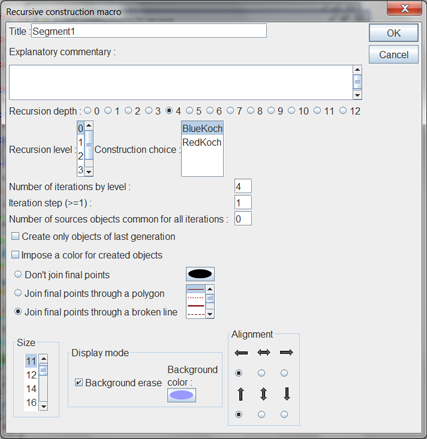 Recursive construction macro
Title : Segment1
OK
Explanatory commentary :
Cancel
Recursion depth : 0 1 2 3 4 5 6 7 8 9 10 11 12
Recursion level : 0 1 2 3 Construction choice : BlueKoch RedKoch
Number of iterations by level : 4
Iteration step (>=1) : 1
Number of sources objects common for all iterations : 0
Create only objects of last generation
Impose a color for created objects
Don't join final points
Join final points through a polygon
Join final points through a broken line
Size
11
12
14
16
Display mode
Background erase
Background
color :
Alignment